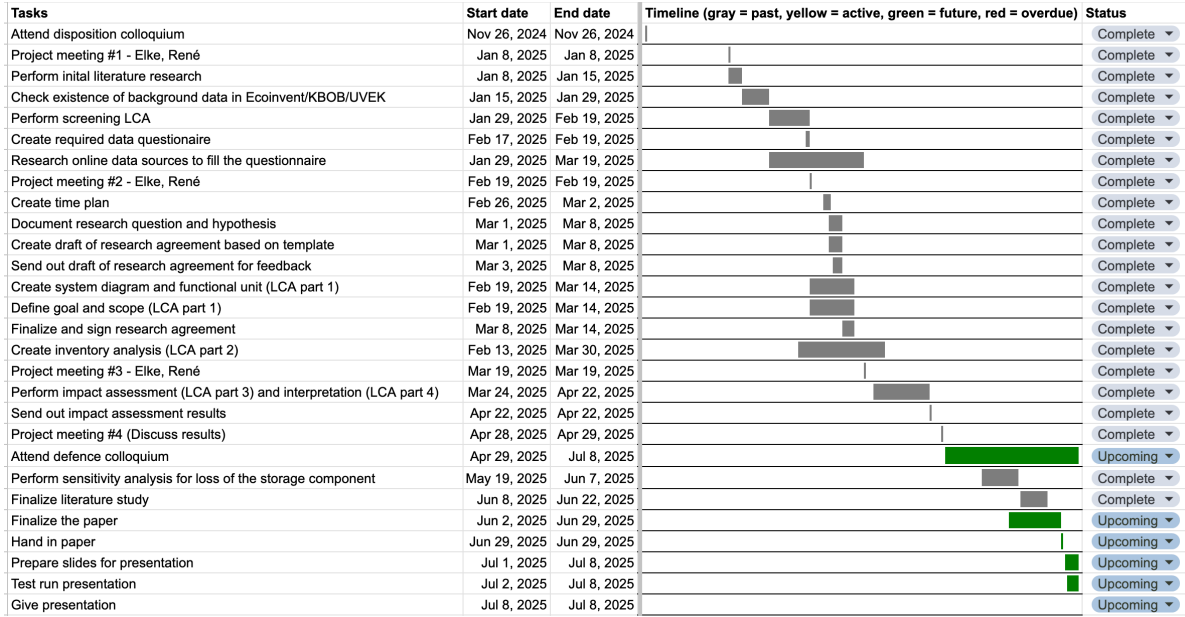 Tasks Start date End date Timeline (gray = past, yellow = active, green = future, red = overdue) Status
Attend disposition colloquium Nov 26, 2024 Nov 26, 2024 Complete
Project meeting #1 - Elke, René Jan 8, 2025 Jan 8, 2025 Complete
Perform inital literature research Jan 8, 2025 Jan 15, 2025 Complete
Check existence of background data in Ecoinvent/KBOB/UVEK Jan 15, 2025 Jan 29, 2025 Complete
Perform screening LCA Jan 29, 2025 Feb 19, 2025 Complete
Create required data questionaire Feb 17, 2025 Feb 19, 2025 Complete
Research online data sources to fill the questionnaire Jan 29, 2025 Mar 19, 2025 Complete
Project meeting #2 - Elke, René Feb 19, 2025 Feb 19, 2025 Complete
Create time plan Feb 26, 2025 Mar 2, 2025 Complete
Document research question and hypothesis Mar 1, 2025 Mar 8, 2025 Complete
Create draft of research agreement based on template Mar 1, 2025 Mar 8, 2025 Complete
Send out draft of research agreement for feedback Mar 3, 2025 Mar 8, 2025 Complete
Create system diagram and functional unit (LCA part 1) Feb 19, 2025 Mar 14, 2025 Complete
Define goal and scope (LCA part 1) Feb 19, 2025 Mar 14, 2025 Complete
Finalize and sign research agreement Mar 8, 2025 Mar 14, 2025 Complete
Create inventory analysis (LCA part 2) Feb 13, 2025 Mar 30, 2025 Complete
Project meeting #3 - Elke, René Mar 19, 2025 Mar 19, 2025 Complete
Perform impact assessment (LCA part 3) and interpretation (LCA part 4) Mar 24, 2025 Apr 22, 2025 Complete
Send out impact assessment results Apr 22, 2025 Apr 22, 2025 Complete
Project meeting #4 (Discuss results) Apr 28, 2025 Apr 29, 2025 Complete
Attend defence colloquium Apr 29, 2025 Jul 8, 2025 Upcoming
Perform sensitivity analysis for loss of the storage component May 19, 2025 Jun 7, 2025 Complete
Finalize literature study Jun 8, 2025 Jun 22, 2025 Complete
Finalize the paper Jun 2, 2025 Jun 29, 2025 Upcoming
Hand in paper Jun 29, 2025 Jun 29, 2025 Upcoming
Prepare slides for presentation Jul 1, 2025 Jul 8, 2025 Upcoming
Test run presentation Jul 2, 2025 Jul 8, 2025 Upcoming
Give presentation Jul 8, 2025 Jul 8, 2025 Upcoming